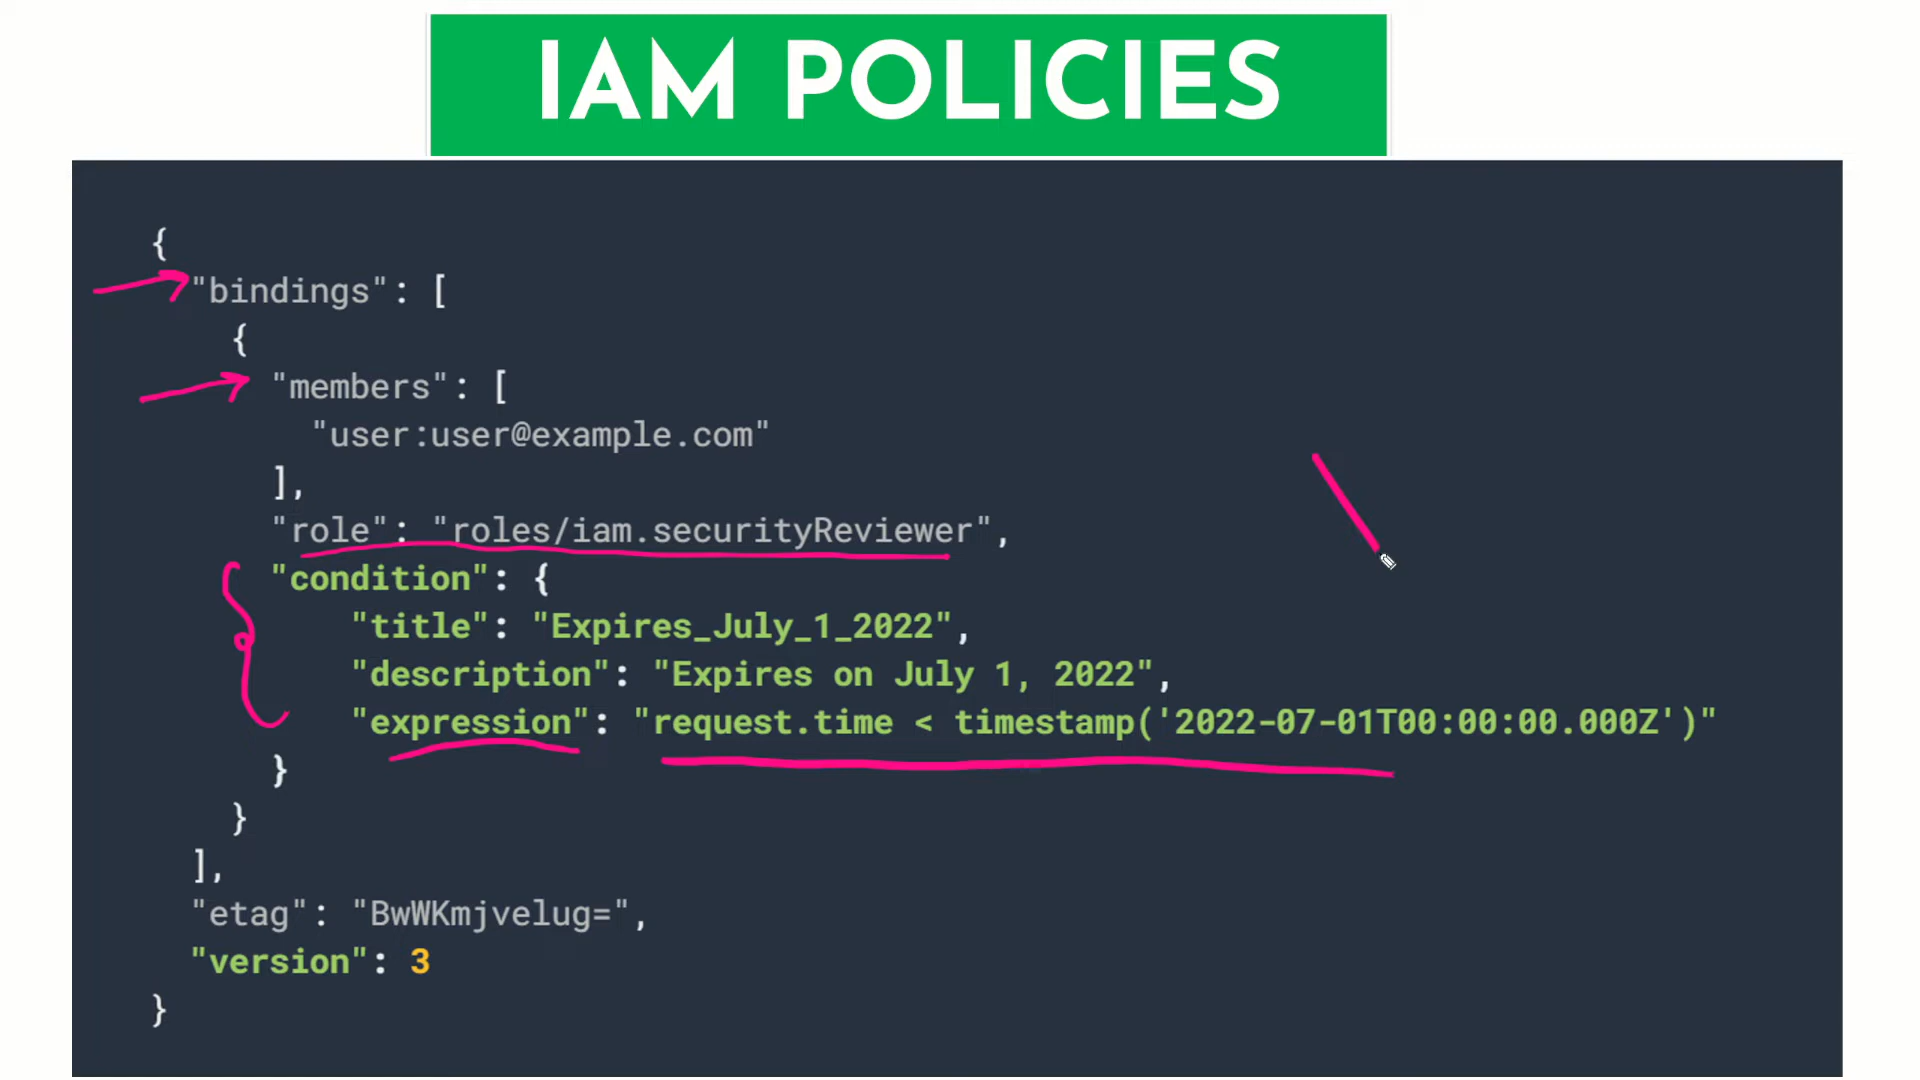 IAM POLICIES
{
"bindings": [
{
"members": [
"user:user@example.com"
],
"role": "roles/iam.securityReviewer",
"condition": {
"title": "Expires_July_1_2022",
"description": "Expires on July 1, 2022",
"expression": "request.time < timestamp('2022-07-01T00:00:00.000Z')"
}
}
],
"etag": "BwWKmjvelug=",
"version": 3
}